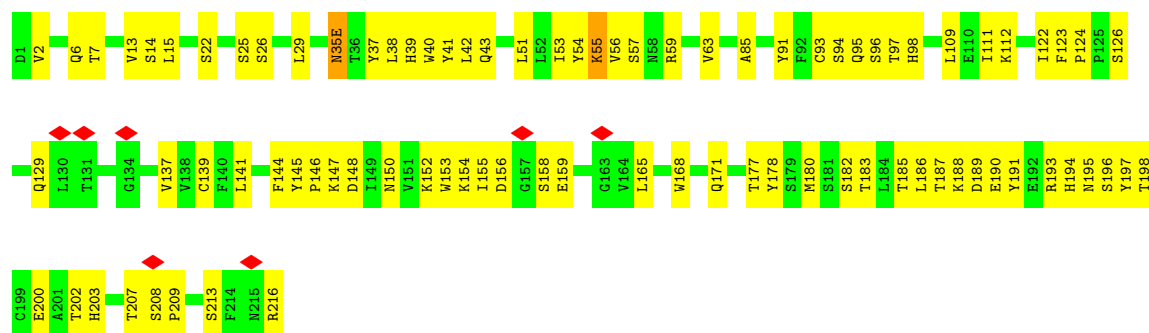 D1 V2 Q6 T7 V13 S14 L15 S22 S25 S26 L29 N35E T36 Y37 L38 H39 W40 Y41 L42 Q43 L51 L52 I53 Y54 K55 V56 S57 N58 R59 V63 A85 Y91 F92 C93 S94 Q95 S96 T97 H98 L109 E110 I111 K112 I122 F123 P124 P125 S126
Q129 L130 T131 G134 V137 V138 C139 F140 L141 F144 Y145 P146 K147 D148 I149 N150 V151 K152 W153 K154 I155 D156 G157 S158 E159 G163 V164 L165 W168 Q171 T177 Y178 S179 M180 S181 S182 T183 L184 T185 L186 T187 K188 D189 E190 Y191 E192 R193 H194 N195 S196 Y197 T198
C199 E200 A201 T202 H203 T207 S208 P209 S213 F214 N215 R216